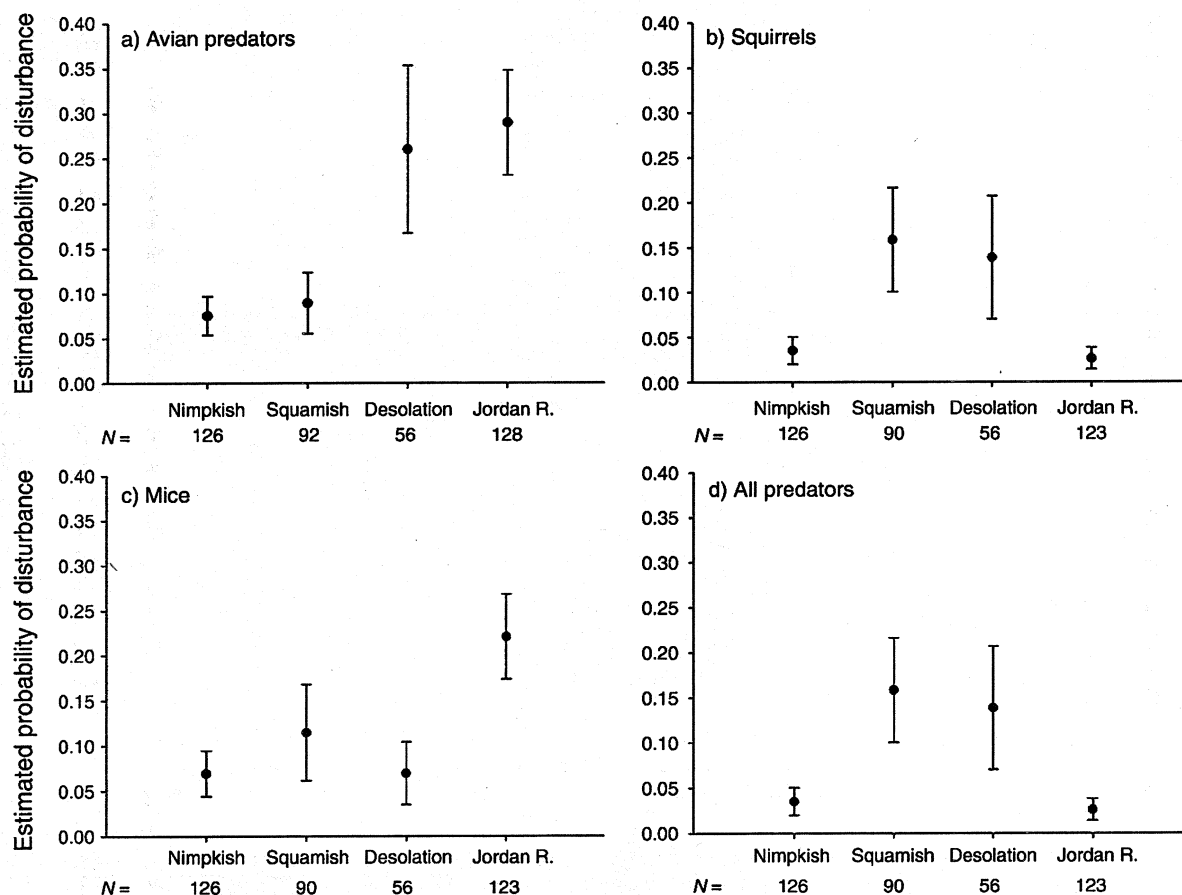 a) Avian predators
Estimated probability of disturbance
0.40
0.35
0.30
0.25
0.20
0.15
0.10
0.05
0.00
Nimpkish Squamish Desolation Jordan R.
N = 126 92 56 128
b) Squirrels
0.40
0.35
0.30
0.25
0.20
0.15
0.10
0.05
0.00
Nimpkish Squamish Desolation Jordan R.
N = 126 90 56 123
c) Mice
Estimated probability of disturbance
0.40
0.35
0.30
0.25
0.20
0.15
0.10
0.05
0.00
Nimpkish Squamish Desolation Jordan R.
N = 126 90 56 123
d) All predators
0.40
0.35
0.30
0.25
0.20
0.15
0.10
0.05
0.00
Nimpkish Squamish Desolation Jordan R.
N = 126 90 56 123